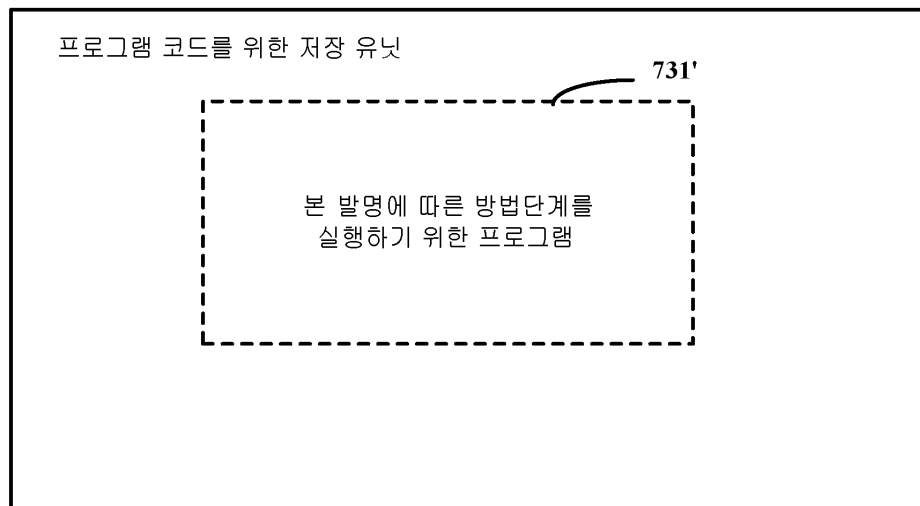 프로그램 코드를 위한 저장 유닛
731'
본 발명에 따른 방법단계를
실행하기 위한 프로그램